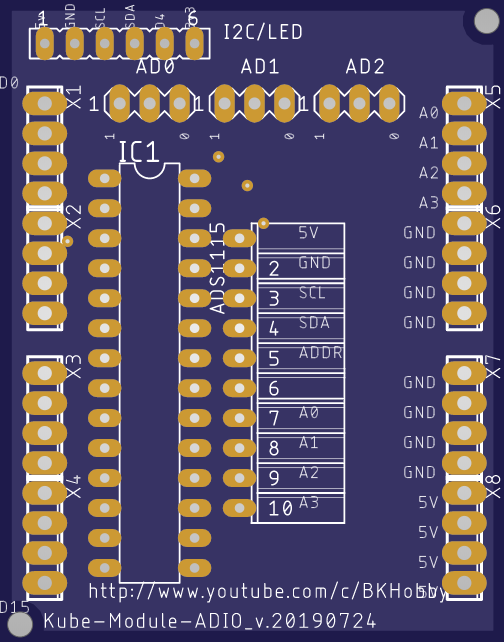 1 6
GND SCL SDA D4
I2C/LED
D0
AD0 AD1 AD2
X1 1 1 1 X5
A0
1 0 1 0 1 0
IC1 A1
A2
A3
X2 X6
ADS1115
5V GND
2 GND GND
3 SCL GND
4 SDA GND
5 ADDR
X3 X7
6 GND
7 A0 GND
8 A1 GND
9 A2 GND
X4 X8
10 A3 5V
5V
5V
http://www.youtube.com/c/BKHobby
5V
D15
Kube-Module-ADIO_v.20190724